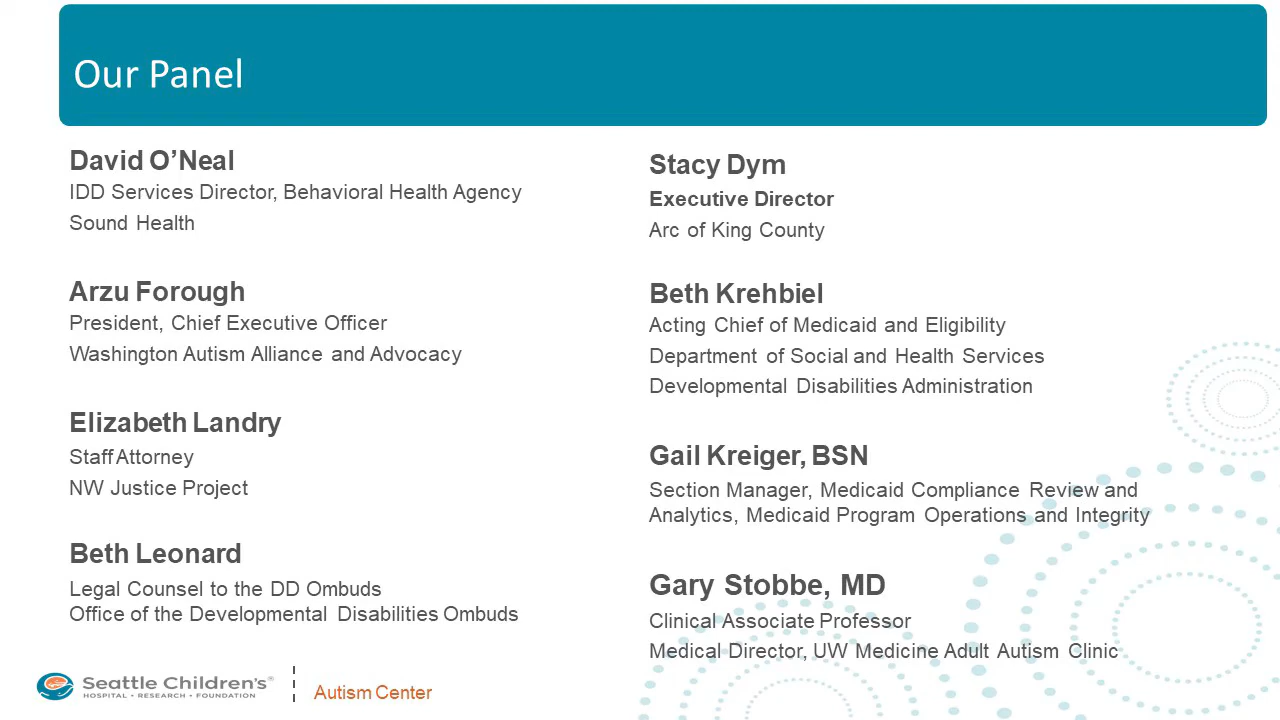 Our Panel
David O’Neal
IDD Services Director, Behavioral Health Agency
Sound Health
Arzu Forough
President, Chief Executive Officer
Washington Autism Alliance and Advocacy
Elizabeth Landry
Staff Attorney
NW Justice Project
Beth Leonard
Legal Counsel to the DD Ombuds
Office of the Developmental Disabilities Ombuds
Stacy Dym
Executive Director
Arc of King County
Beth Krehbiel
Acting Chief of Medicaid and Eligibility
Department of Social and Health Services
Developmental Disabilities Administration
Gail Kreiger, BSN
Section Manager, Medicaid Compliance Review and
Analytics, Medicaid Program Operations and Integrity
Gary Stobbe, MD
Clinical Associate Professor
Medical Director, UW Medicine Adult Autism Clinic
Seattle Children's®
HOSPITAL • RESEARCH • FOUNDATION
Autism Center